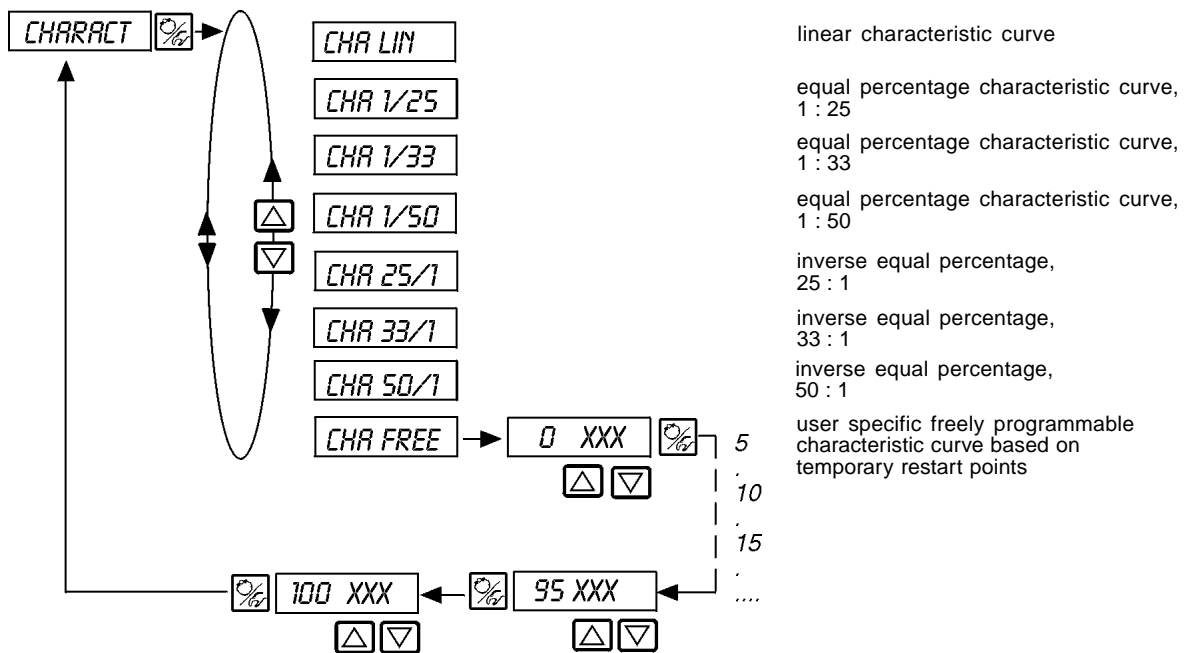 CHARACT
CHA LIN
linear characteristic curve
CHA 1/25
equal percentage characteristic curve,
1 : 25
CHA 1/33
equal percentage characteristic curve,
1 : 33
CHA 1/50
equal percentage characteristic curve,
1 : 50
CHA 25/1
inverse equal percentage,
25 : 1
CHA 33/1
inverse equal percentage,
33 : 1
CHA 50/1
inverse equal percentage,
50 : 1
CHA FREE
0 XXX
user specific freely programmable
characteristic curve based on
temporary restart points
5
.
10
.
15
.
....
95 XXX
100 XXX